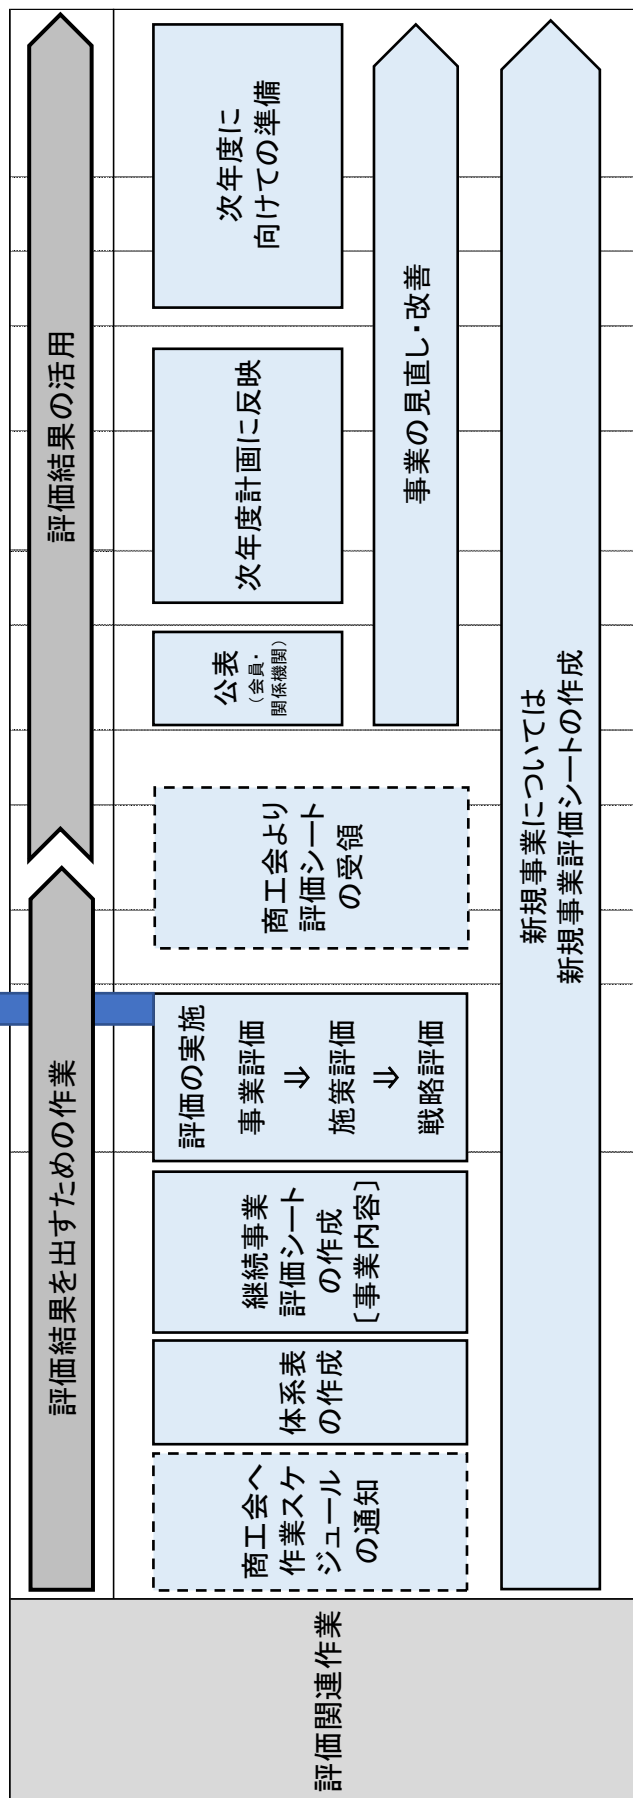 評価関連作業
評価結果を出すための作業
評価結果の活用
商工会へ
作業スケ
ジュール
の通知
体系表
の作成
継続事業
評価シート
の作成
［事業内容］
評価の実施
事業評価
⇒
施策評価
⇒
戦略評価
商工会より
評価シート
の受領
公表
（会員・
関係機関）
次年度計画に反映
次年度に
向けての準備
事業の見直し・改善
新規事業については
新規事業評価シートの作成